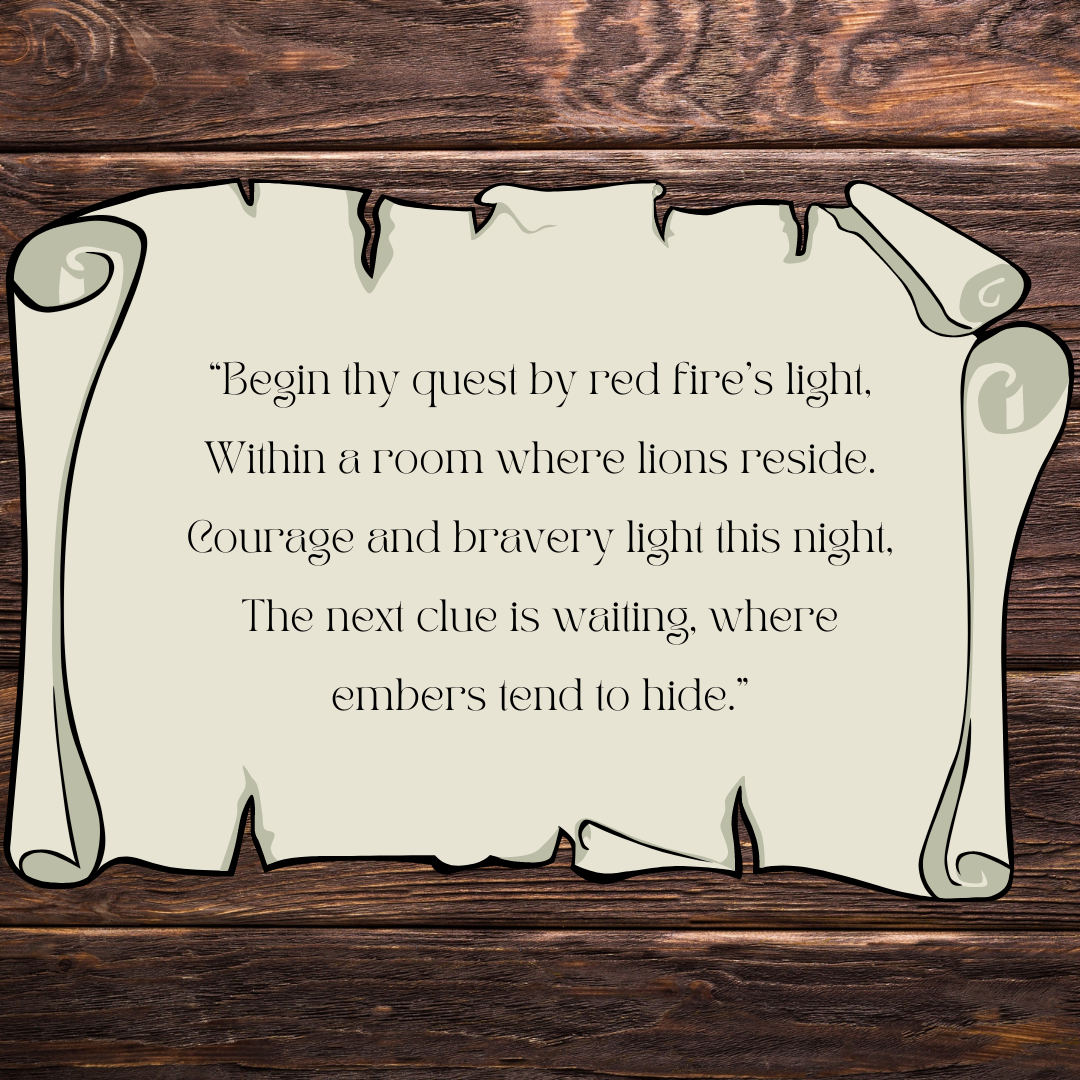 “Begin thy quest by red fire’s light,
Within a room where lions reside.
Courage and bravery light this night,
The next clue is waiting, where
embers tend to hide.”